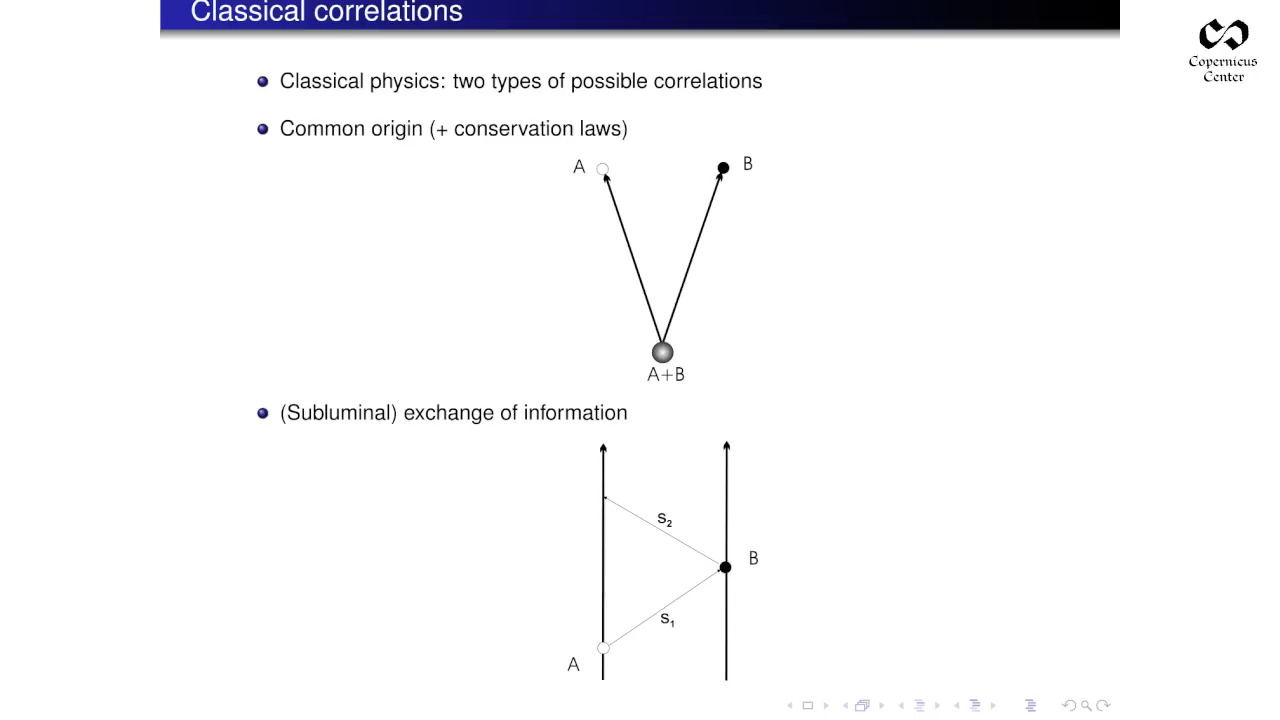 Classical correlations
Copernicus
Center
Classical physics: two types of possible correlations
Common origin (+ conservation laws)
A
B
A+B
(Subluminal) exchange of information
S₂
B
S₁
A